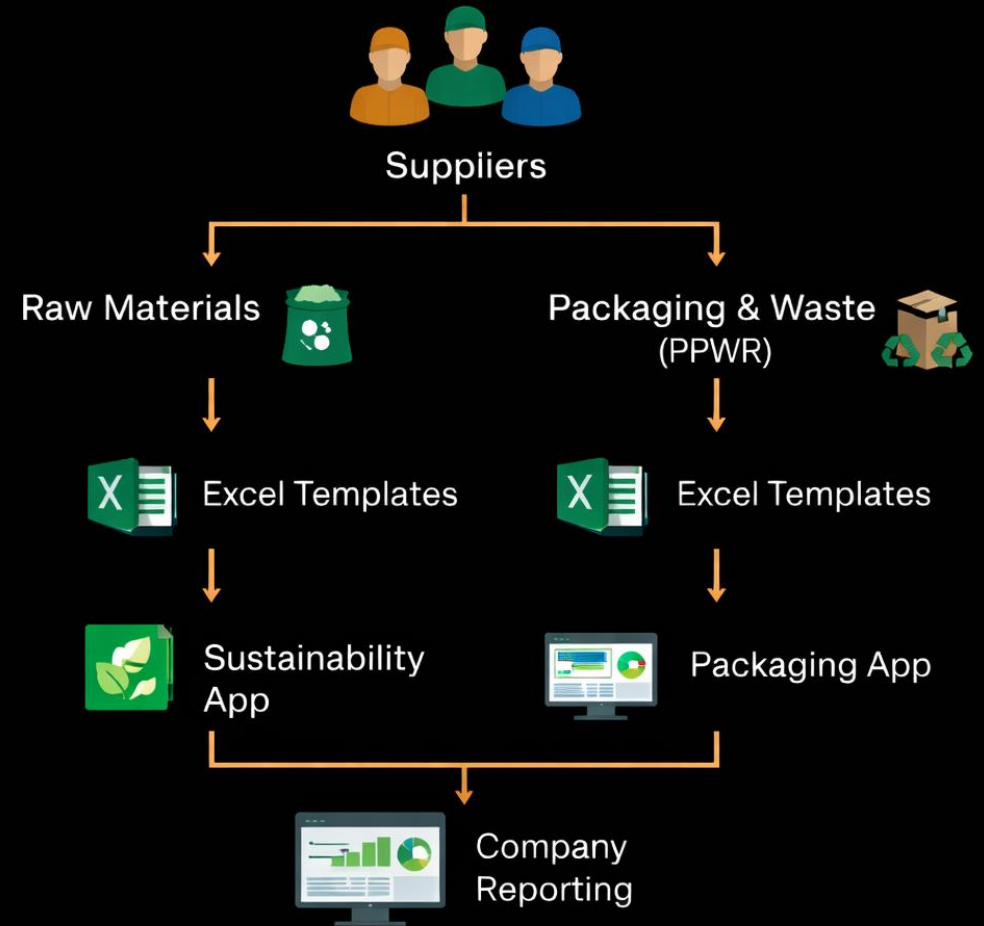 Suppliers
Raw Materials
Packaging & Waste
(PPWR)
X Excel Templates
X Excel Templates
Sustainability
App
Packaging App
Company
Reporting